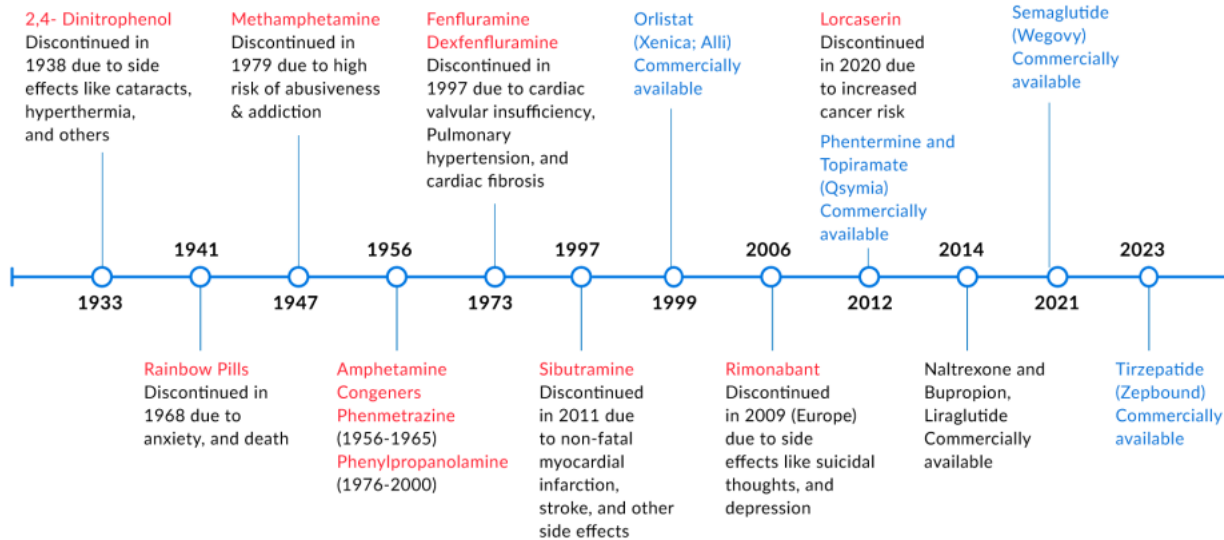 2,4- Dinitrophenol
Discontinued in
1938 due to side
effects like cataracts,
hyperthermia,
and others
Methamphetamine
Discontinued in
1979 due to high
risk of abusiveness
& addiction
Fenfluramine
Dexfenfluramine
Discontinued in
1997 due to cardiac
valvular insufficiency,
Pulmonary
hypertension, and
cardiac fibrosis
Orlistat
(Xenica; Alli)
Commercially
available
Lorcaserin
Discontinued
in 2020 due
to increased
cancer risk
Phentermine and
Topiramate
(Qsymia)
Commercially
available
Semaglutide
(Wegovy)
Commercially
available
1941
1956
1997
2006
2014
2023
1933
1947
1973
1999
2012
2021
Rainbow Pills
Discontinued in
1968 due to
anxiety, and death
Amphetamine
Congeners
Phenmetrazine
(1956-1965)
Phenylpropanolamine
(1976-2000)
Sibutramine
Discontinued
in 2011 due
to non-fatal
myocardial
infarction,
stroke, and other
side effects
Rimonabant
Discontinued
in 2009 (Europe)
due to side
effects like suicidal
thoughts, and
depression
Naltrexone and
Bupropion,
Liraglutide
Commercially
available
Tirzepatide
(Zepbound)
Commercially
available